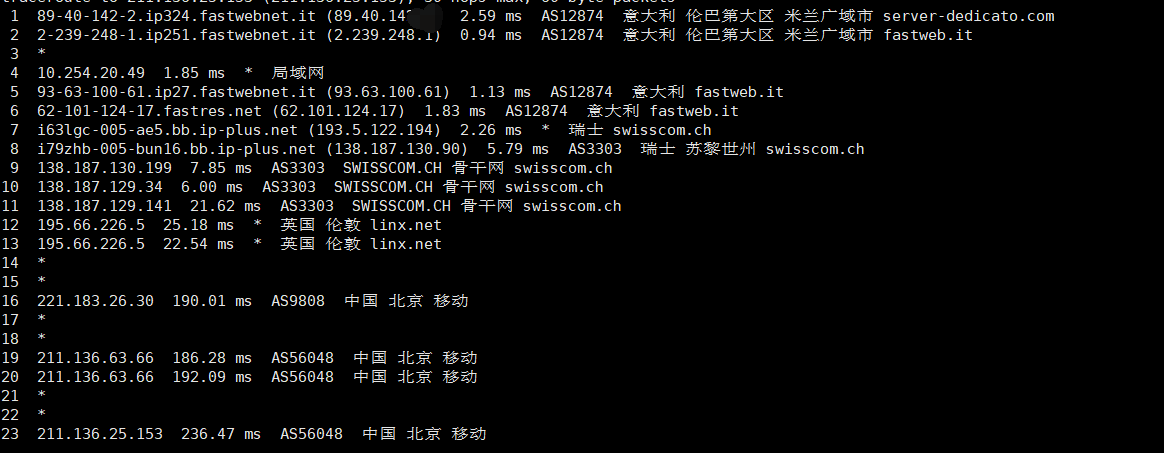 traceroute to 211.136.25.153 (211.136.25.153), 30 hops max, 60 byte packets
1 89-40-142-2.ip324.fastwebnet.it (89.40.14 2.59 ms AS12874 意大利 伦巴第大区 米兰广域市 server-dedicato.com
2 2-239-248-1.ip251.fastweb.it (2.239.248.1) 0.94 ms AS12874 意大利 伦巴第大区 米兰广域市 fastweb.it
3 *
4 10.254.20.49 1.85 ms * 局域网
5 93-63-100-61.ip27.fastwebnet.it (93.63.100.61) 1.13 ms AS12874 意大利 fastweb.it
6 62-101-124-17.fastres.net (62.101.124.17) 1.83 ms AS12874 意大利 fastweb.it
7 i63lgc-005-ae5.bb.ip-plus.net (193.5.122.194) 2.26 ms * 瑞士 swisscom.ch
8 i79zhb-005-bun16.bb.ip-plus.net (138.187.130.90) 5.79 ms AS3303 瑞士 苏黎世州 swisscom.ch
9 138.187.130.199 7.85 ms AS3303 SWISSCOM.CH 骨干网 swisscom.ch
10 138.187.129.34 6.00 ms AS3303 SWISSCOM.CH 骨干网 swisscom.ch
11 138.187.129.141 21.62 ms AS3303 SWISSCOM.CH 骨干网 swisscom.ch
12 195.66.226.5 25.18 ms * 英国 伦敦 linx.net
13 195.66.226.5 22.54 ms * 英国 伦敦 linx.net
14 *
15 *
16 221.183.26.30 190.01 ms AS9808 中国 北京 移动
17 *
18 *
19 211.136.63.66 186.28 ms AS56048 中国 北京 移动
20 211.136.63.66 192.09 ms AS56048 中国 北京 移动
21 *
22 *
23 211.136.25.153 236.47 ms AS56048 中国 北京 移动